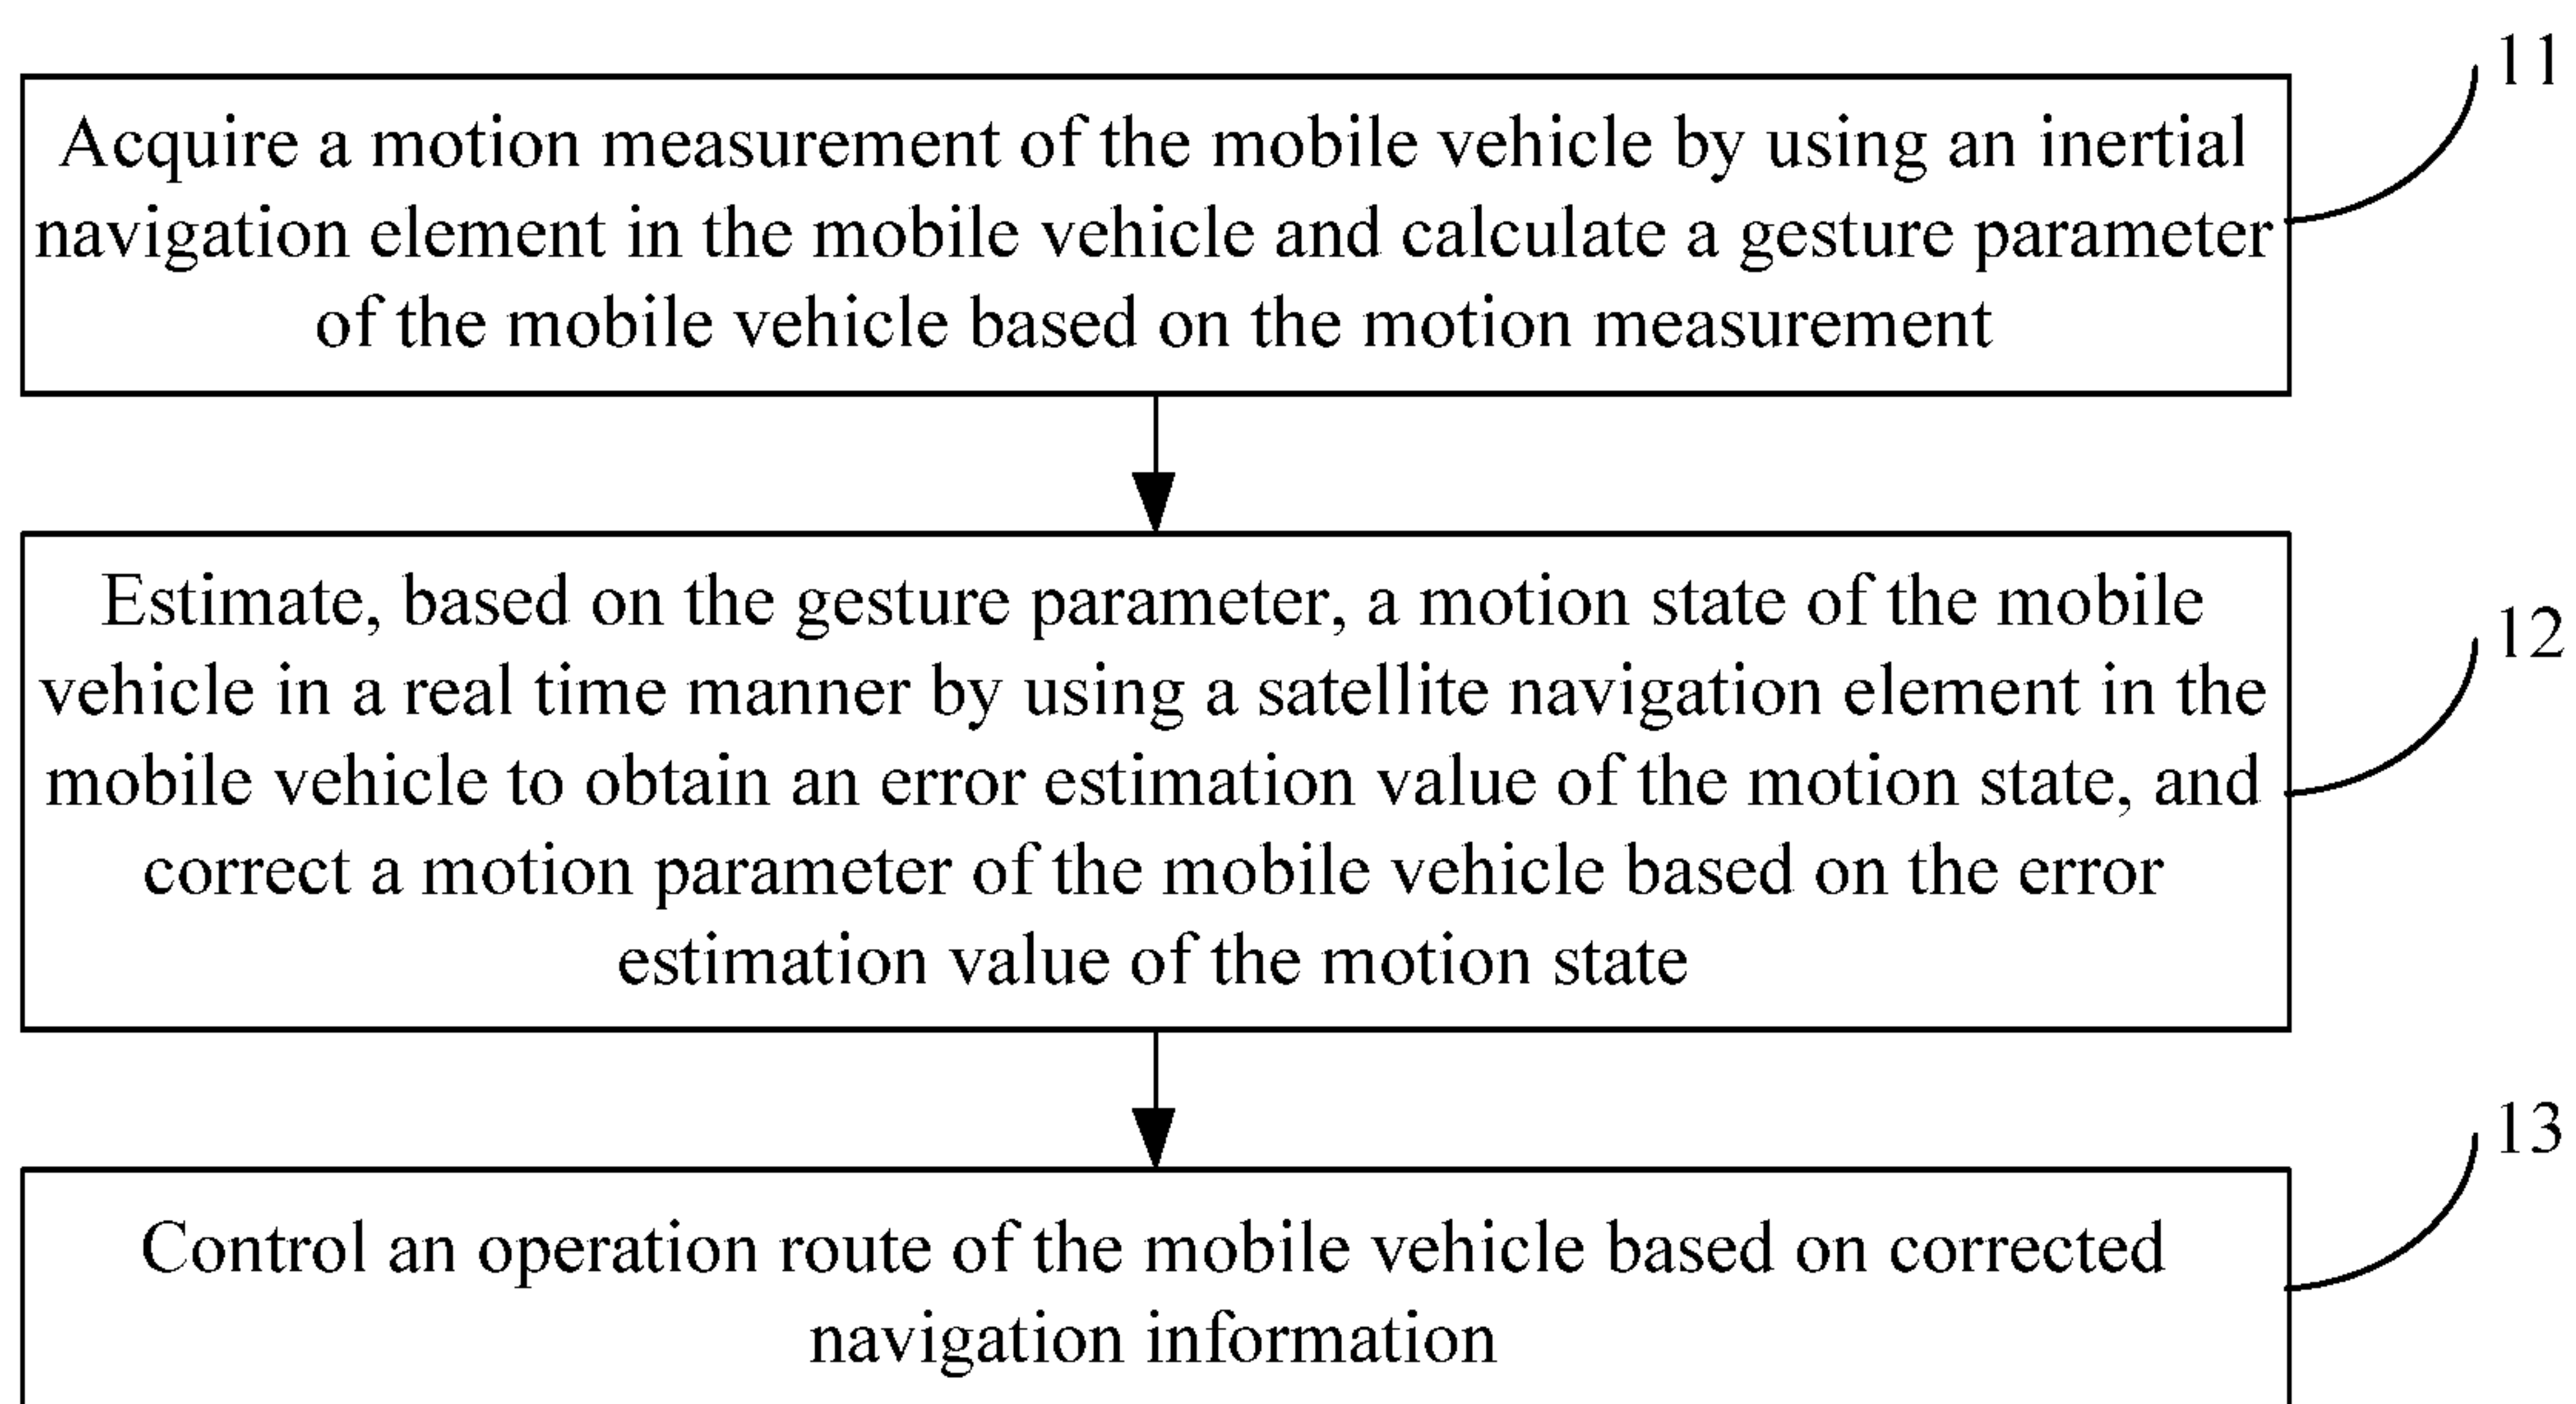 11
Acquire a motion measurement of the mobile vehicle by using an inertial
navigation element in the mobile vehicle and calculate a gesture parameter
of the mobile vehicle based on the motion measurement
12
Estimate, based on the gesture parameter, a motion state of the mobile
vehicle in a real time manner by using a satellite navigation element in the
mobile vehicle to obtain an error estimation value of the motion state, and
correct a motion parameter of the mobile vehicle based on the error
estimation value of the motion state
13
Control an operation route of the mobile vehicle based on corrected
navigation information